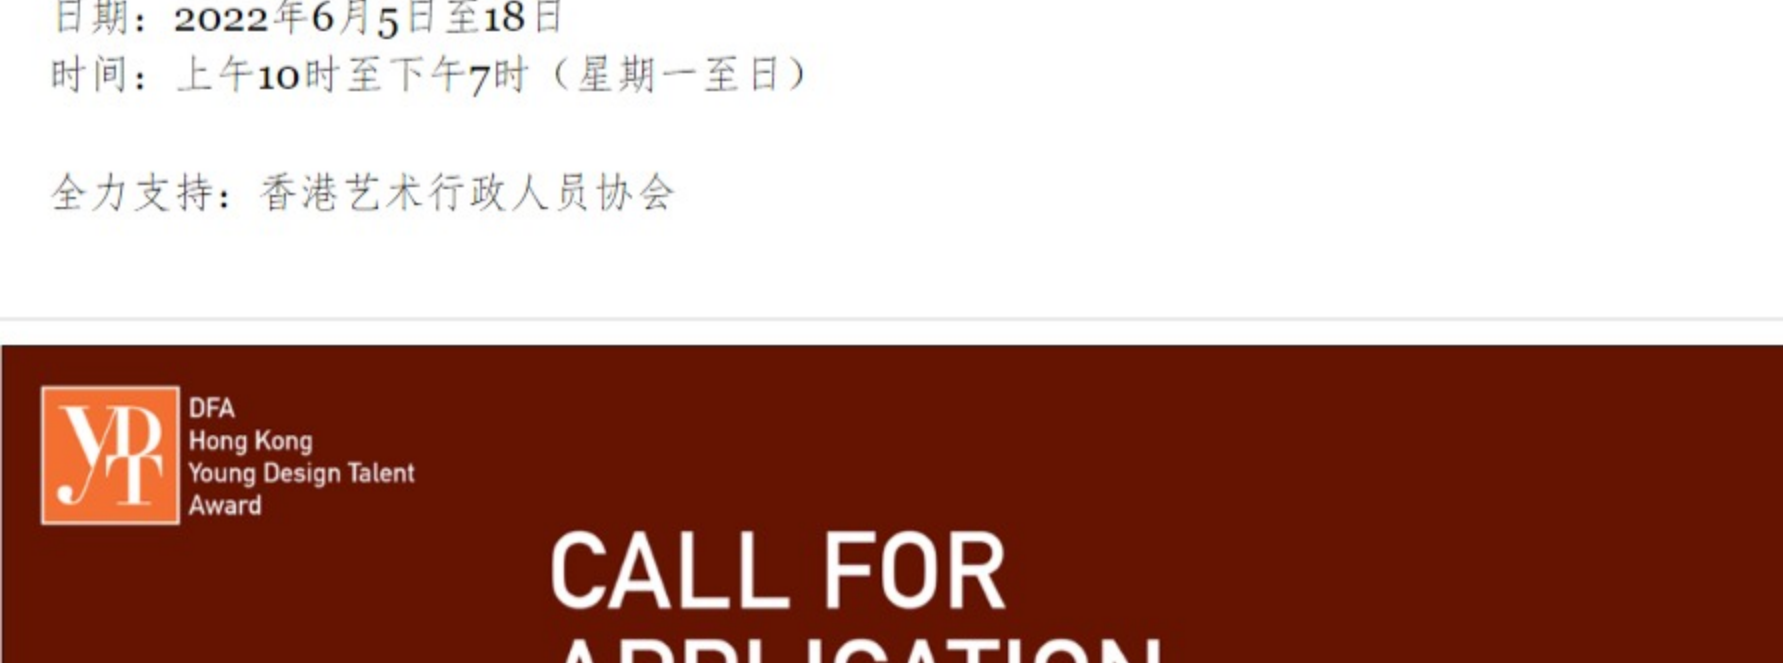 日期：2022年6月5日至18日
时间：上午10时至下午7时（星期一至日）
全力支持：香港艺术行政人员协会
YDT
DFA
Hong Kong
Young Design Talent
Award
CALL FOR
APPLICATION